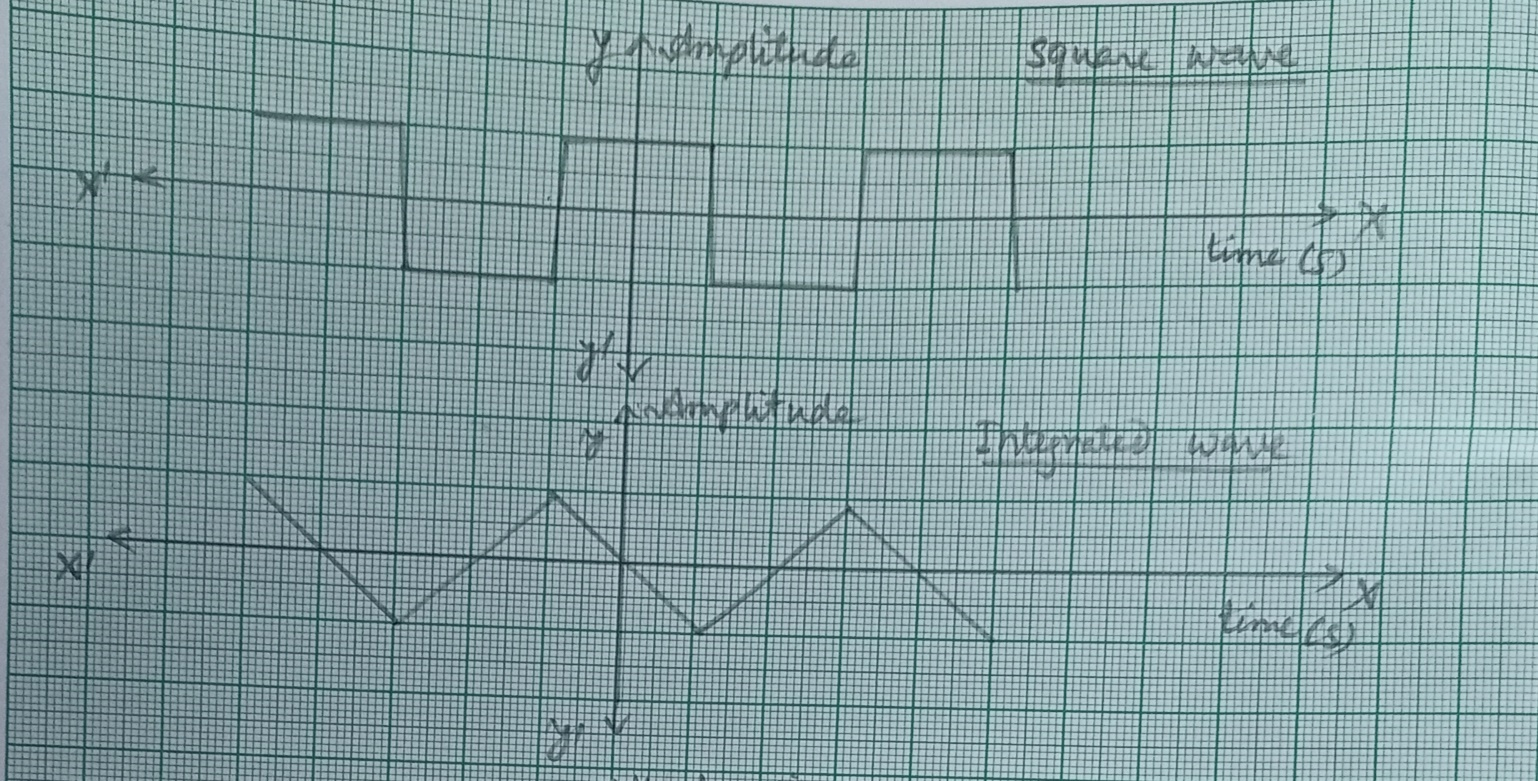 y Amplitude
Square wave
X'
X
time (s)
y'
Amplitude
y
Integrated wave
X'
X
time (s)
y'